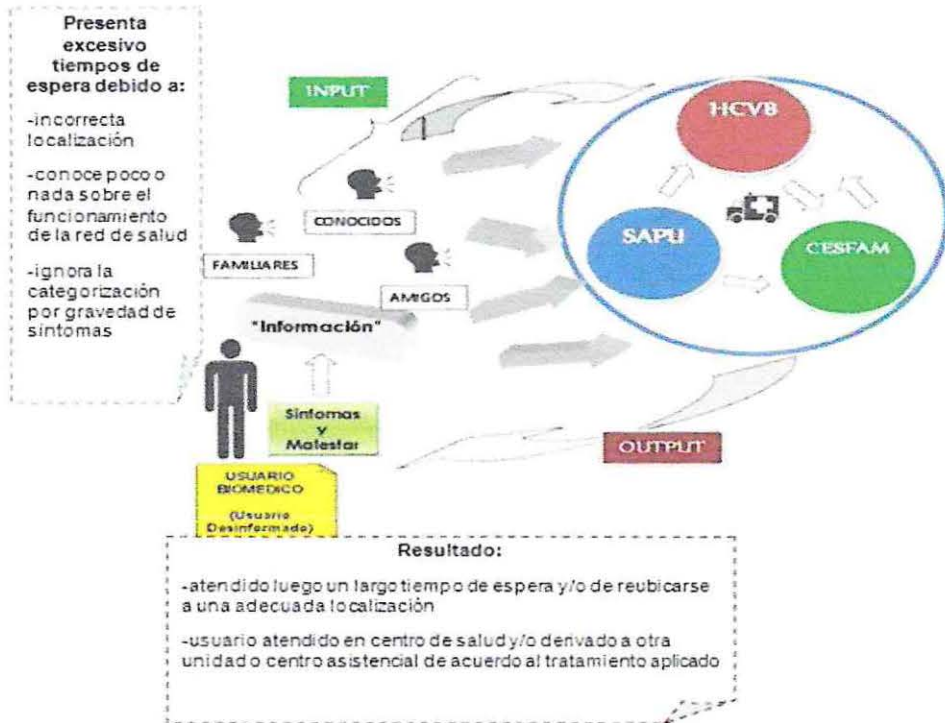 Presenta
excesivo
tiempos de
espera debido a:
-incorrecta
localización
-conoce poco o
nada sobre el
funcionamiento
de la red de salud
-ignora la
categorización
por gravedad de
síntomas
INPUT
CONOCIDOS
FAMILIARES
AMIGOS
"Información"
Sintomas
y
Malestar
USUARIO
BIOMEDICO
(Usuario
Desinformado)
HCVB
SAPU
CESFAM
OUTPUT
Resultado:
-atendido luego un largo tiempo de espera y/o de reubicarse
a una adecuada localización
-usuario atendido en centro de salud y/o derivado a otra
unidad o centro asistencial de acuerdo al tratamiento aplicado